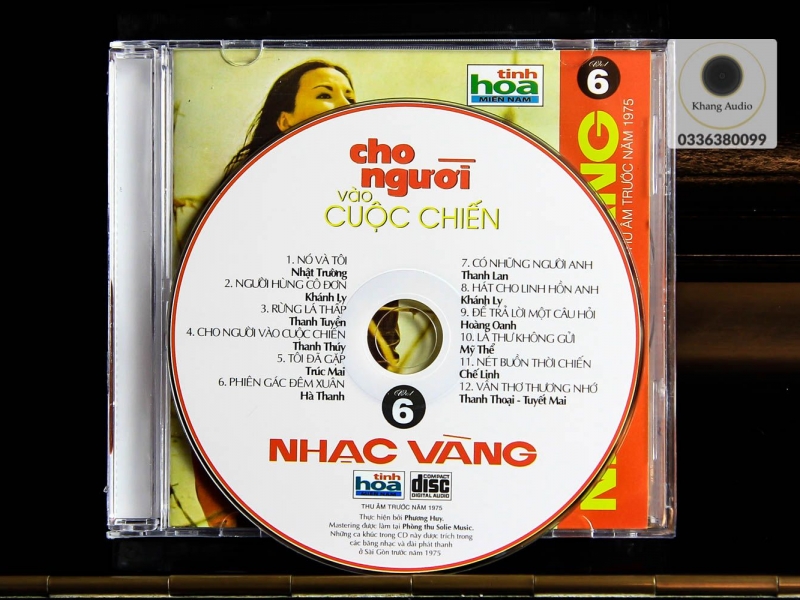 tinh
hoa
MIỀN NAM
Vol
6
Khang Audio
0336380099
THU ÂM TRƯỚC NĂM 1975
cho
người
vào
CUỘC CHIẾN
1. NÓ VÀ TÔI
Nhật Trường
2. NGƯỜI HÙNG CÔ ĐƠN
Khánh Ly
3. RỪNG LÁ THẤP
Thanh Tuyền
4. CHO NGƯỜI VÀO CUỘC CHIẾN
Thanh Thúy
5. TÔI ĐÃ GẶP
Trúc Mai
6. PHIÊN GÁC ĐÊM XUÂN
Hà Thanh
7. CÓ NHỮNG NGƯỜI ANH
Thanh Lan
8. HÁT CHO LINH HỒN ANH
Khánh Ly
9. ĐỂ TRẢ LỜI MỘT CÂU HỎI
Hoàng Oanh
10. LÁ THƯ KHÔNG GỬI
Mỹ Thể
11. NÉT BUỒN THỜI CHIẾN
Chế Linh
12. VẦN THƠ THƯƠNG NHỚ
Thanh Thoại - Tuyết Mai
Vol
6
NHẠC VÀNG
tinh
hoa
MIỀN NAM
COMPACT
disc
DIGITAL AUDIO
THU ÂM TRƯỚC NĂM 1975
Thực hiện bởi Phương Huy.
Mastering được làm tại Phòng thu Solie Music.
Những ca khúc trong CD này được trích trong
các băng nhạc và đài phát thanh
ở Sài Gòn trước năm 1975